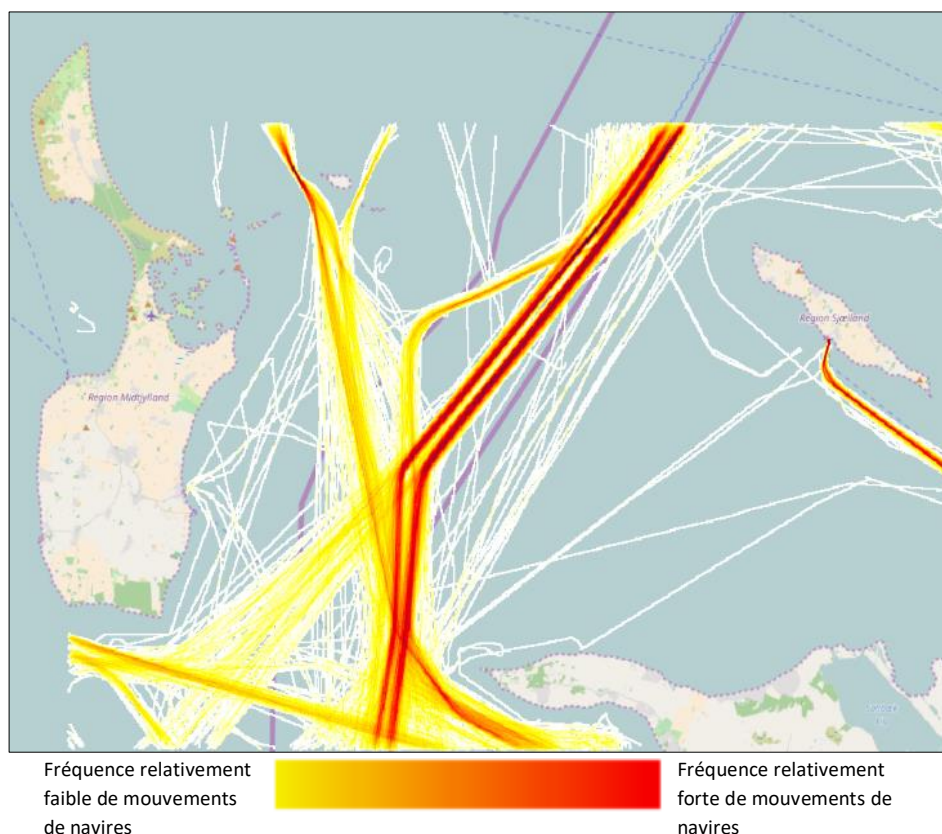 Region Sjælland
Region Midtjylland
Fréquence relativement
faible de mouvements
de navires
Fréquence relativement
forte de mouvements de
navires